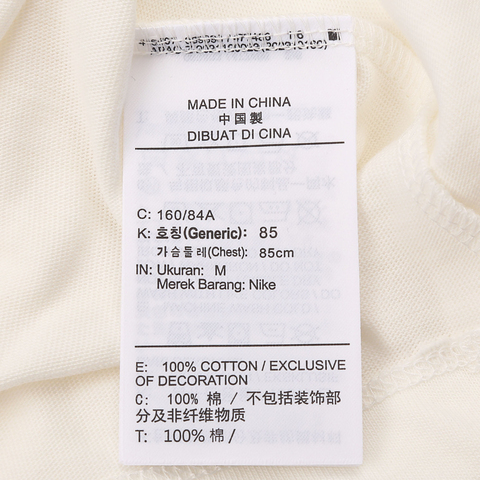 MADE IN CHINA
中国製
DIBUAT DI CINA
C: 160/84A
K: 호칭(Generic): 85
가슴둘레(Chest): 85cm
IN: Ukuran: M
Merek Barang: Nike
E: 100% COTTON / EXCLUSIVE
OF DECORATION
C: 100% 棉 / 不包括装饰部
分及非纤维物质
T: 100% 棉 /